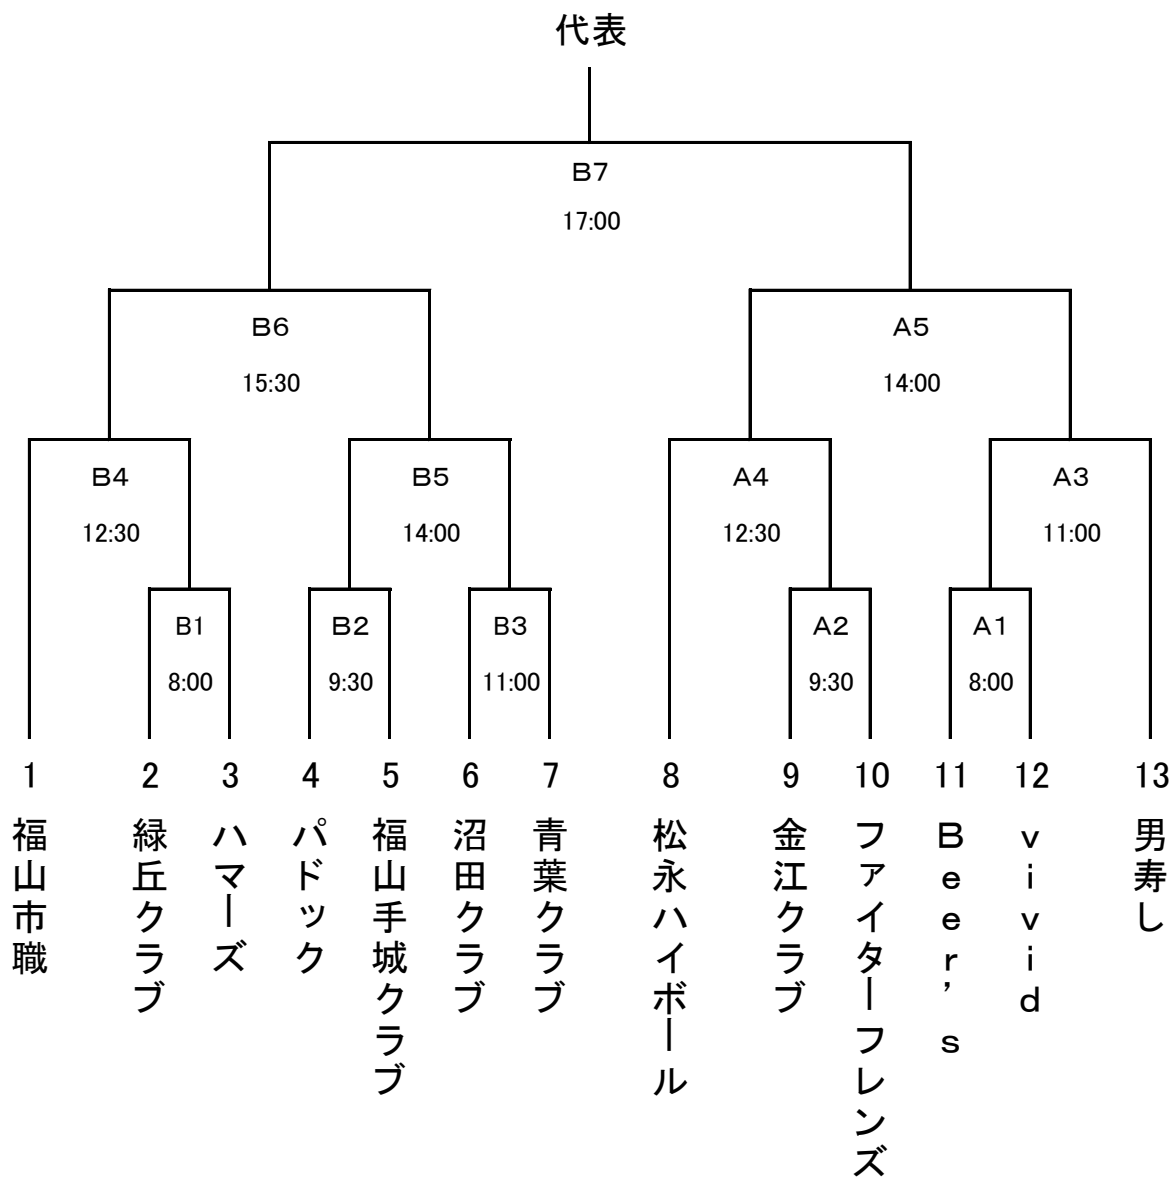 代表
B7
17:00
B6
A5
15:30
14:00
B4
B5
A4
A3
12:30
14:00
12:30
11:00
B1
B2
B3
A2
A1
8:00
9:30
11:00
9:30
8:00
1
2
3
4
5
6
7
8
9
10
11
12
13
福山市職
緑丘クラブ
ハマーズ
パドック
福山手城クラブ
沼田クラブ
青葉クラブ
松永ハイボール
金江クラブ
ファイターフレンズ
Beer’s
vivid
男寿し